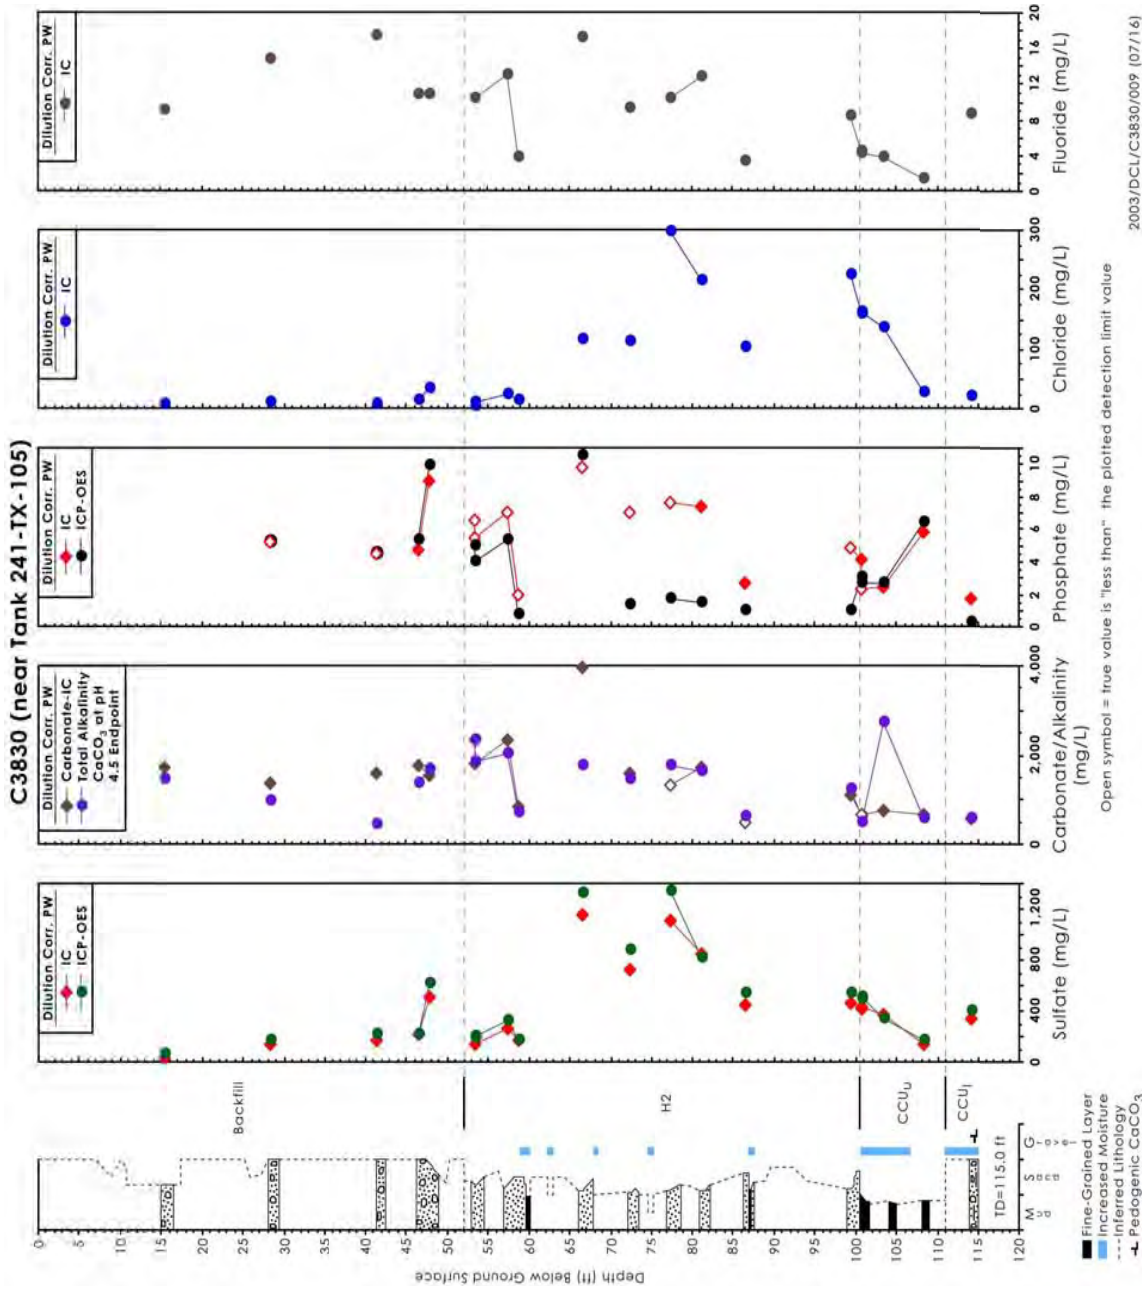 C3830 (near Tank 241-TX-105)
Dilution Corr. PW
IC
ICP-OES
Dilution Corr. PW
Carbonate-IC
Total Alkalinity
CaCO3 at pH
4.5 Endpoint
Dilution Corr. PW
IC
ICP-OES
Dilution Corr. PW
IC
Dilution Corr. PW
IC
Depth (ft) Below Ground Surface
0
5
10
15
20
25
30
35
40
45
50
55
60
65
70
75
80
85
90
95
100
105
110
115
120
Backfill
H2
CCUu
CCUl
Mud
Sand
Gravel
TD=115.0 ft
0
400
800
1,200
Sulfate (mg/L)
0
2,000
4,000
Carbonate/Alkalinity
(mg/L)
0
2
4
6
8
10
Phosphate (mg/L)
0
100
200
300
Chloride (mg/L)
0
4
8
12
16
20
Fluoride (mg/L)
Fine-Grained Layer
Increased Moisture
Inferred Lithology
Pedogenic CaCO3
Open symbol = true value is "less than" the plotted detection limit value
2003/DCL/C3830/009 (07/16)